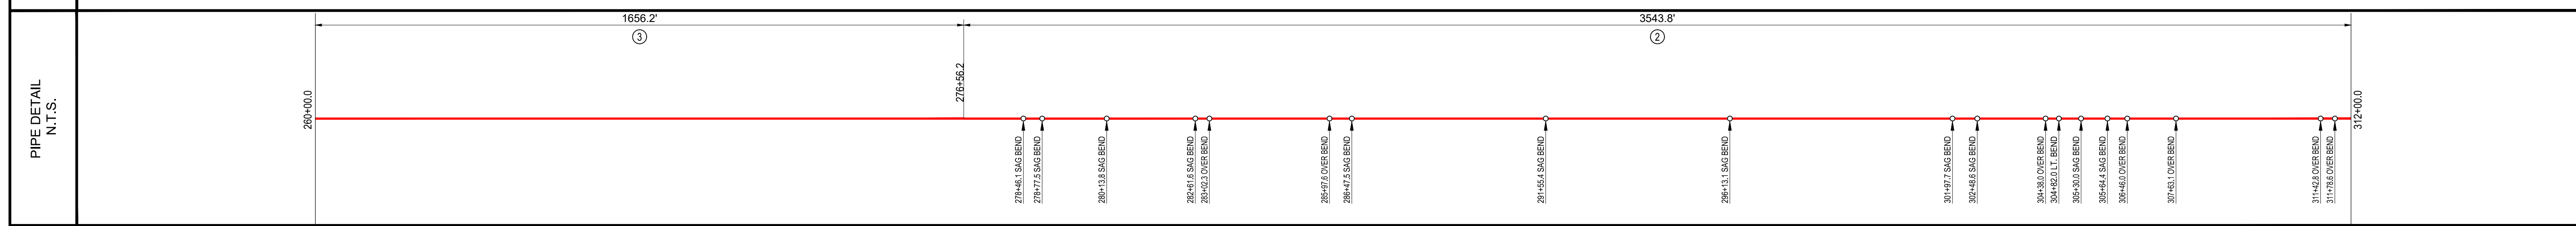 1656.2'
3543.8'
3
2
PIPE DETAIL
N.T.S.
260+00.0
276+56.2
278+46.1 SAG BEND
278+77.5 SAG BEND
280+13.8 SAG BEND
282+61.6 SAG BEND
283+02.3 OVER BEND
285+97.6 OVER BEND
286+47.5 SAG BEND
291+55.4 SAG BEND
296+13.1 SAG BEND
301+97.7 SAG BEND
302+48.6 SAG BEND
304+38.0 OVER BEND
304+82.0 LT. BEND
305+30.0 SAG BEND
305+64.4 SAG BEND
306+46.0 OVER BEND
307+63.1 OVER BEND
311+42.8 OVER BEND
311+78.6 OVER BEND
312+00.0